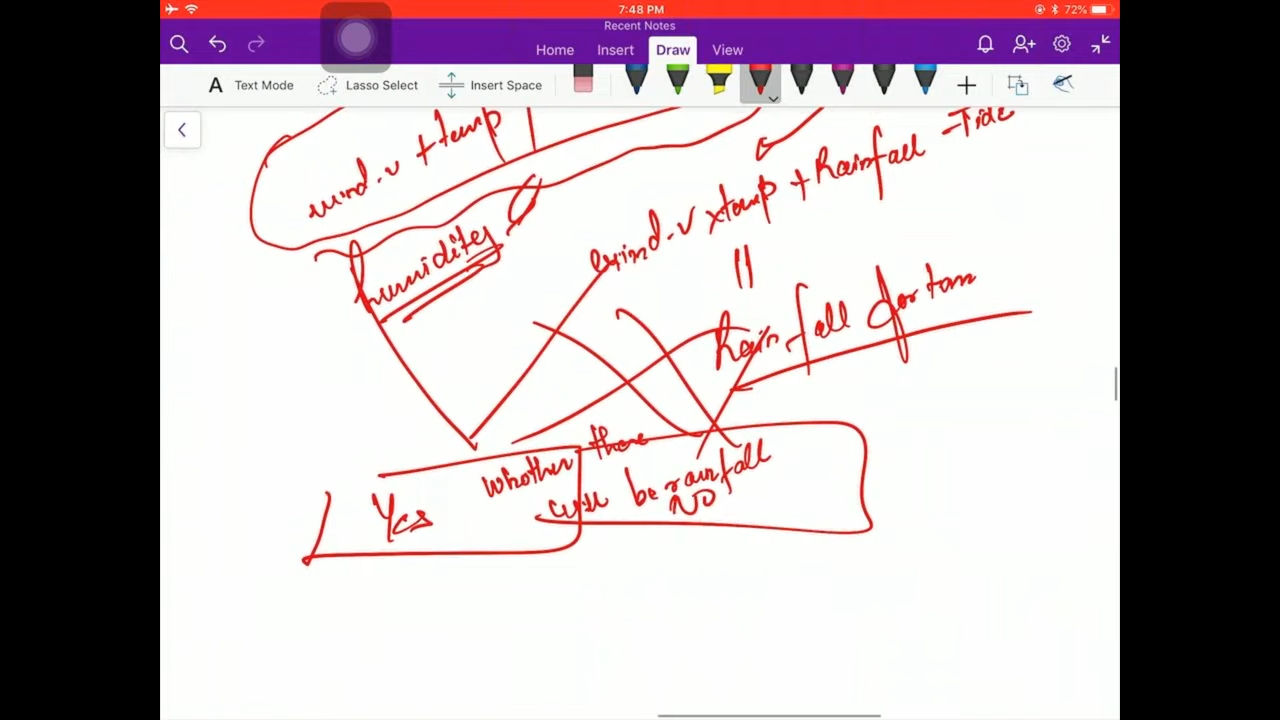 7:48 PM
72%
Recent Notes
Home Insert Draw View
Text Mode Lasso Select Insert Space
wind.v + temp
wind.v x temp + Rainfall - Tide
humidity
Rainfall for tom
Whether there
will be rainfall
Yes
NO